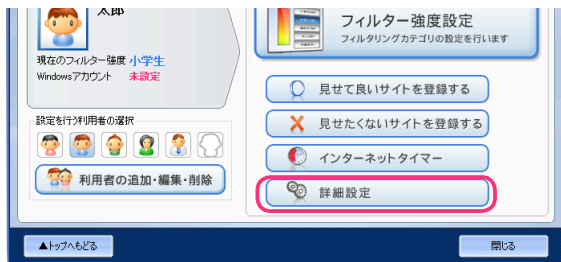 太郎
現在のフィルター強度 小学生
Windowsアカウント 未設定
設定を行う利用者の選択
利用者の追加・編集・削除
フィルター強度設定
フィルタリングカテゴリの設定を行います
見せて良いサイトを登録する
見せたくないサイトを登録する
インターネットタイマー
詳細設定
▲トップへもどる
閉じる